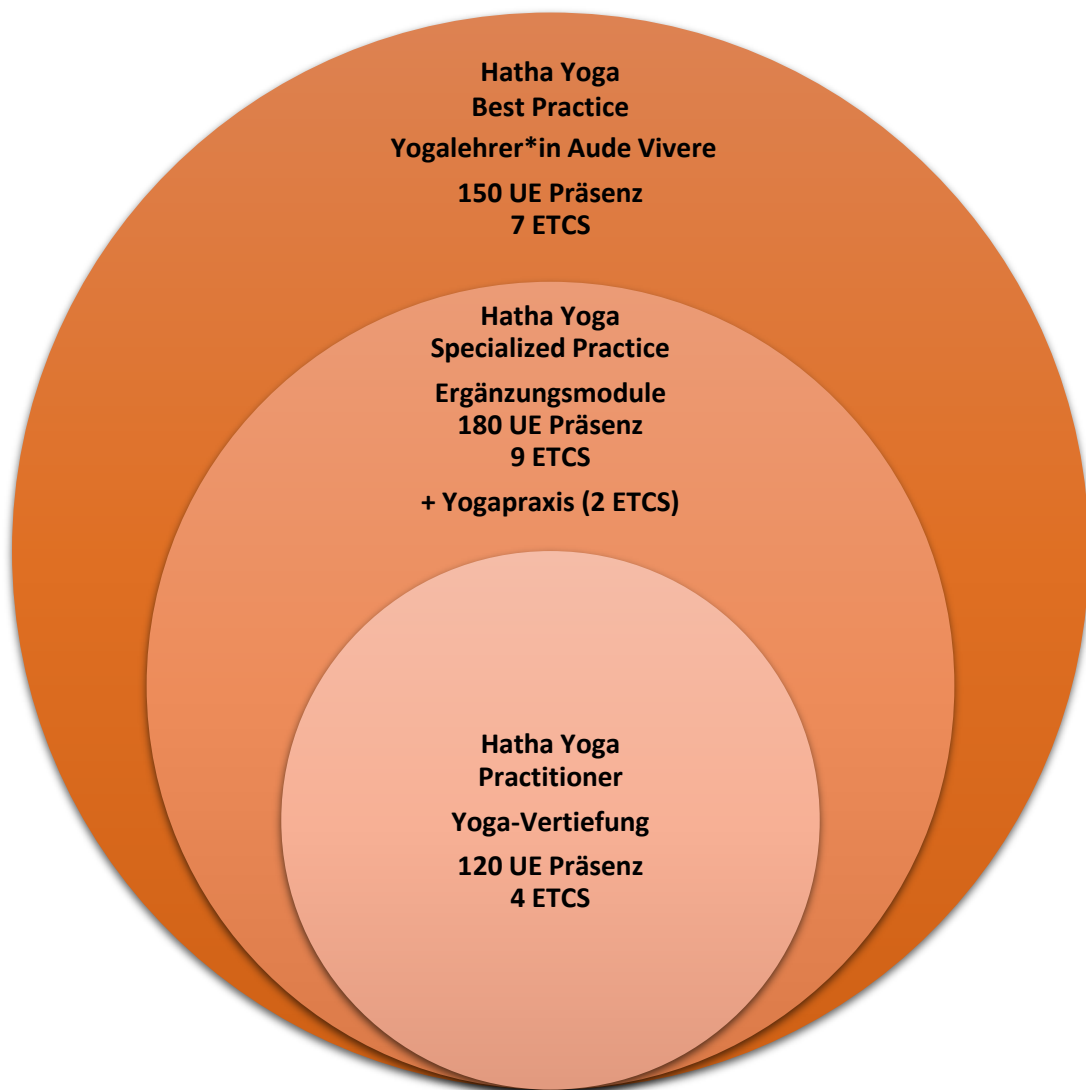 Hatha Yoga
Best Practice
Yogalehrer*in Aude Vivere
150 UE Präsenz
7 ETCS
Hatha Yoga
Specialized Practice
Ergänzungsmodule
180 UE Präsenz
9 ETCS
+ Yogapraxis (2 ETCS)
Hatha Yoga
Practitioner
Yoga-Vertiefung
120 UE Präsenz
4 ETCS